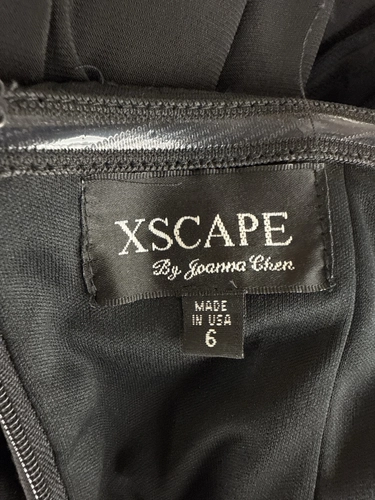 XSCAPE
By Joanna Chen
MADE
IN USA
6